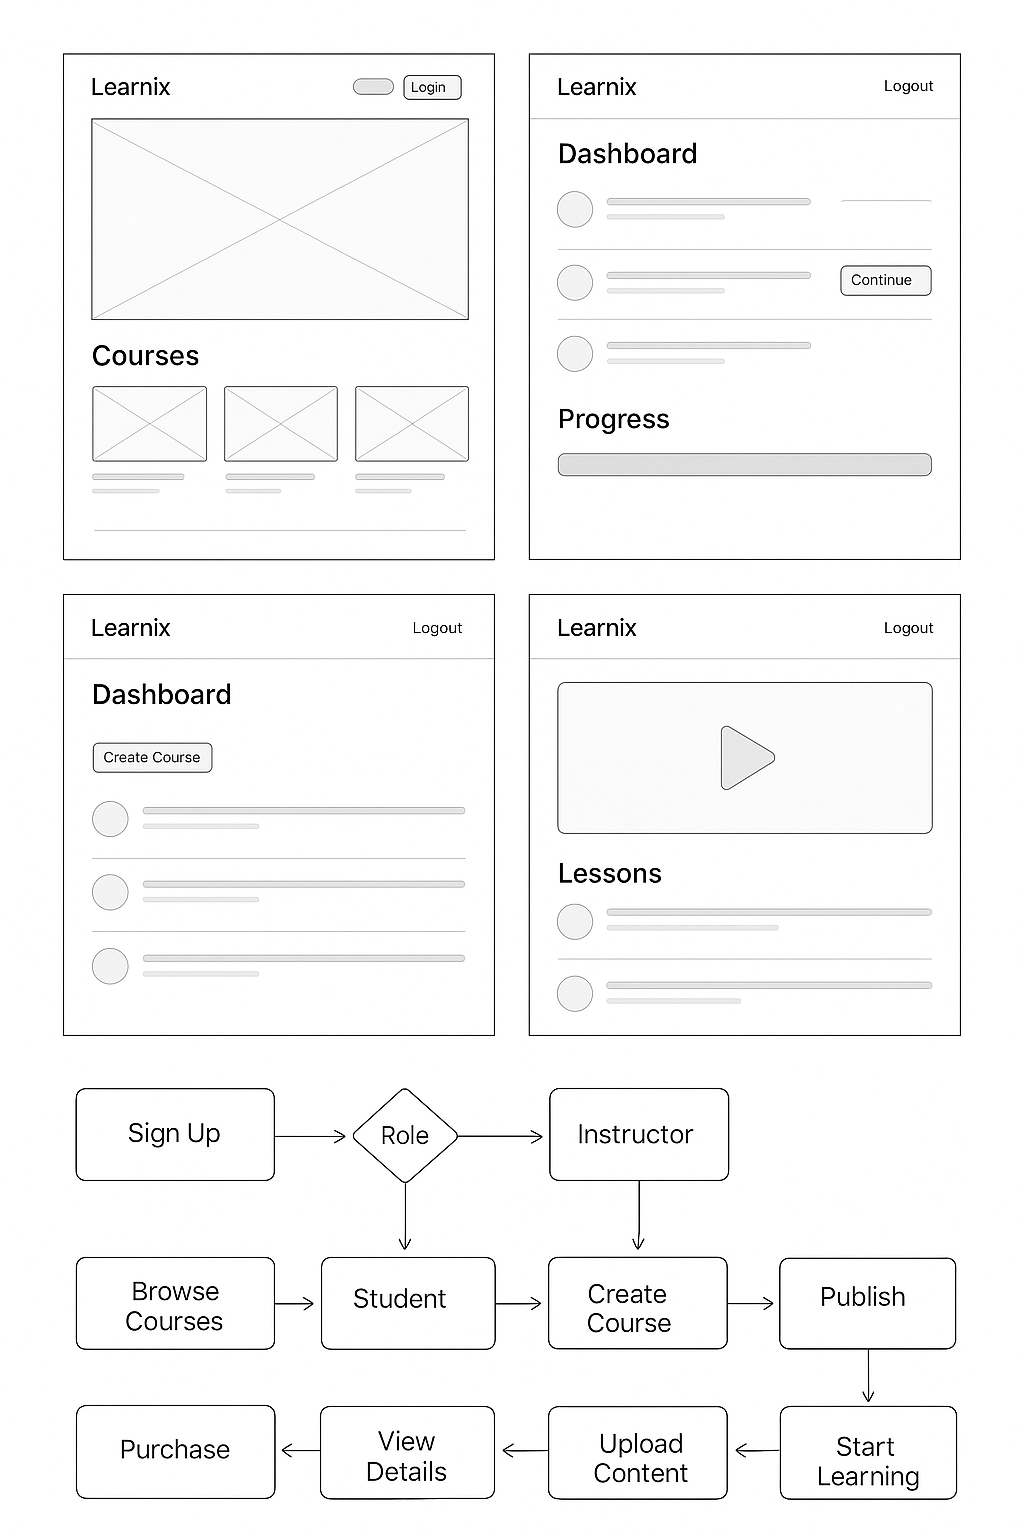 Learnix
Login
Courses
Learnix
Logout
Dashboard
Continue
Progress
Learnix
Logout
Dashboard
Create Course
Learnix
Logout
Lessons
Sign Up
Role
Instructor
Browse
Courses
Student
Create
Course
Publish
Purchase
View
Details
Upload
Content
Start
Learning